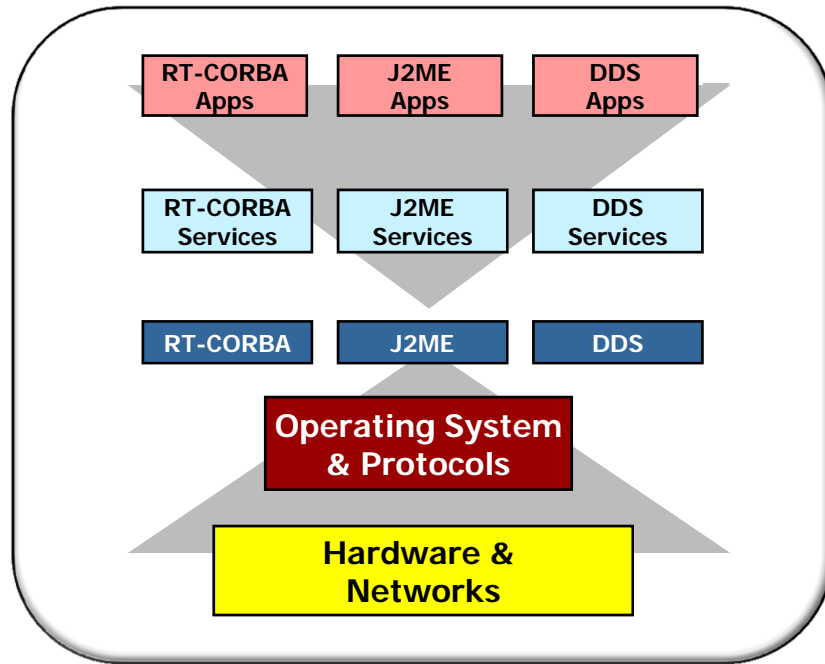 RT-CORBA
Apps
J2ME
Apps
DDS
Apps
RT-CORBA
Services
J2ME
Services
DDS
Services
RT-CORBA
J2ME
DDS
Operating System
& Protocols
Hardware &
Networks